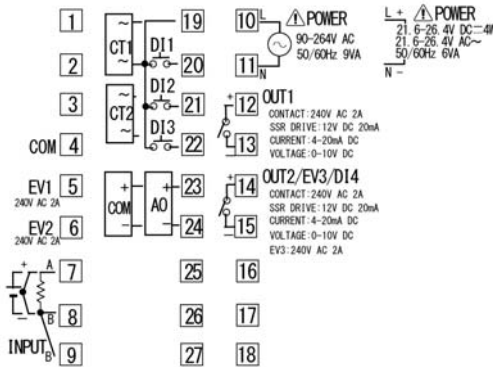 1
2
3
COM 4
EV1 5
240V AC 2A
EV2 6
240V AC 2A
7
8
INPUT 9
+
-
A
B
B
~
CT1
~
~
CT2
~
+ +
COM AO
- -
DI1
DI2
DI3
19
20
21
22
23
24
25
26
27
10 L
11 N
⚠ POWER
90-264V AC
50/60Hz 9VA
12 +
13 -
OUT1
CONTACT:240V AC 2A
SSR DRIVE:12V DC 20mA
CURRENT:4-20mA DC
VOLTAGE:0-10V DC
14 +
15 -
OUT2/EV3/DI4
CONTACT:240V AC 2A
SSR DRIVE:12V DC 20mA
CURRENT:4-20mA DC
VOLTAGE:0-10V DC
EV3:240V AC 2A
16
17
18
L + ⚠ POWER
21.6-26.4V DC⎓4W
21.6-26.4V AC~
50/60Hz 6VA
N -